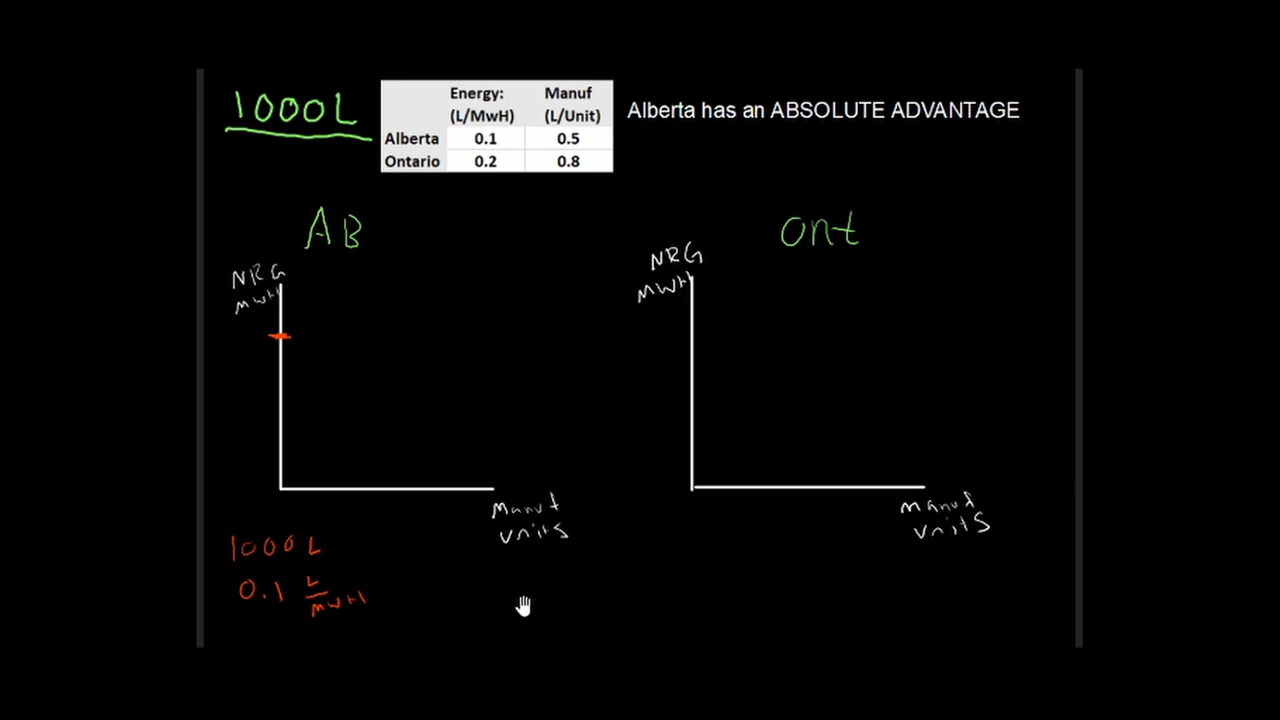 1000L
Energy: Manuf
(L/MwH) (L/Unit)
Alberta 0.1 0.5
Ontario 0.2 0.8
Alberta has an ABSOLUTE ADVANTAGE
AB
NRG
MWH
Manuf
units
1000 L
0.1 L/MWH
Ont
NRG
MWH
Manuf
units